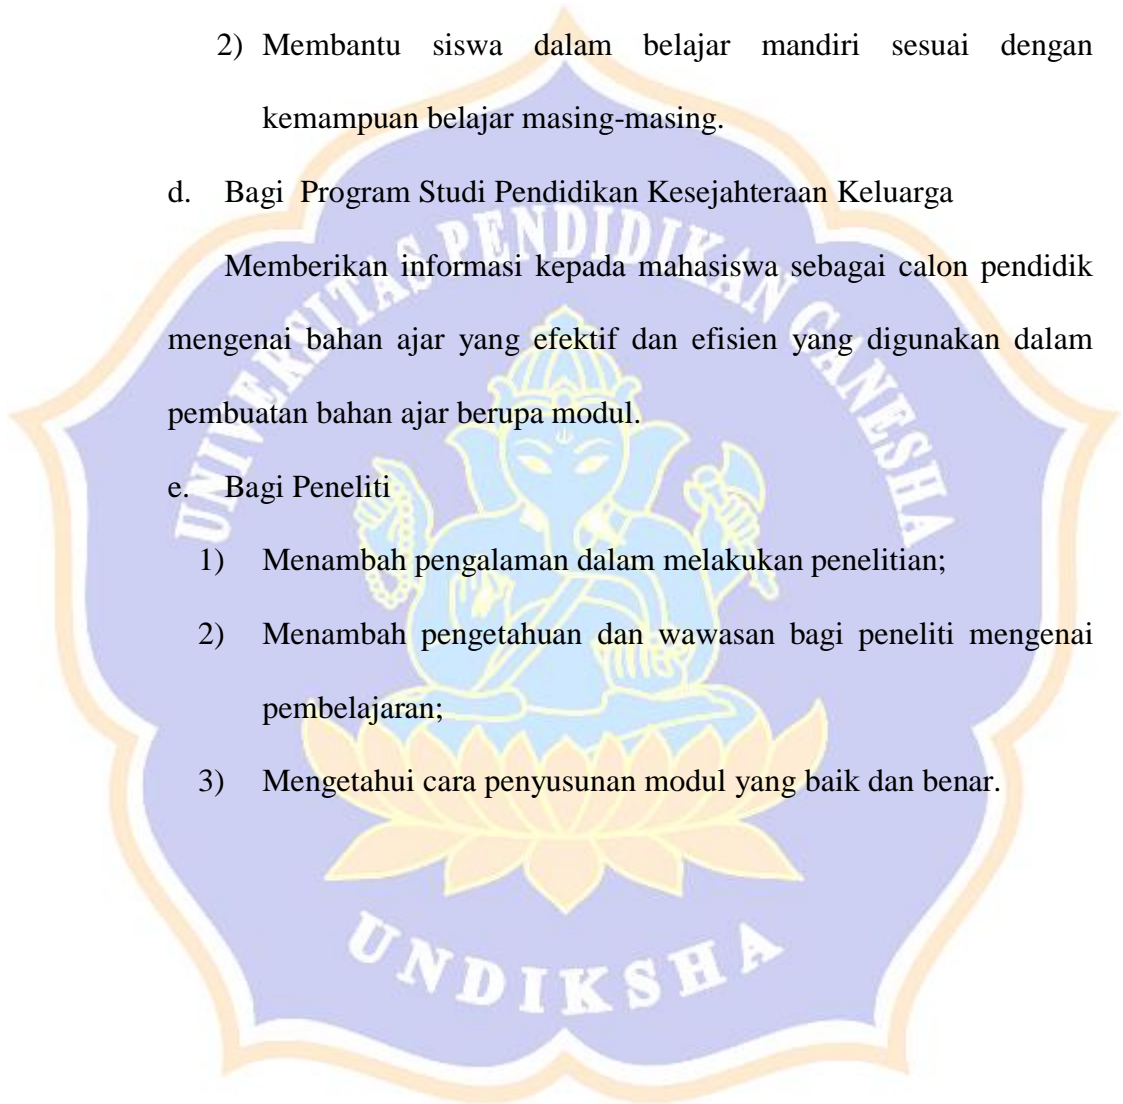 2) Membantu siswa dalam belajar mandiri sesuai dengan
kemampuan belajar masing-masing.
d. Bagi Program Studi Pendidikan Kesejahteraan Keluarga
Memberikan informasi kepada mahasiswa sebagai calon pendidik
mengenai bahan ajar yang efektif dan efisien yang digunakan dalam
pembuatan bahan ajar berupa modul.
e. Bagi Peneliti
1) Menambah pengalaman dalam melakukan penelitian;
2) Menambah pengetahuan dan wawasan bagi peneliti mengenai
pembelajaran;
3) Mengetahui cara penyusunan modul yang baik dan benar.
UNIVERSITAS PENDIDIKAN GANESHA
UNDIKSHA